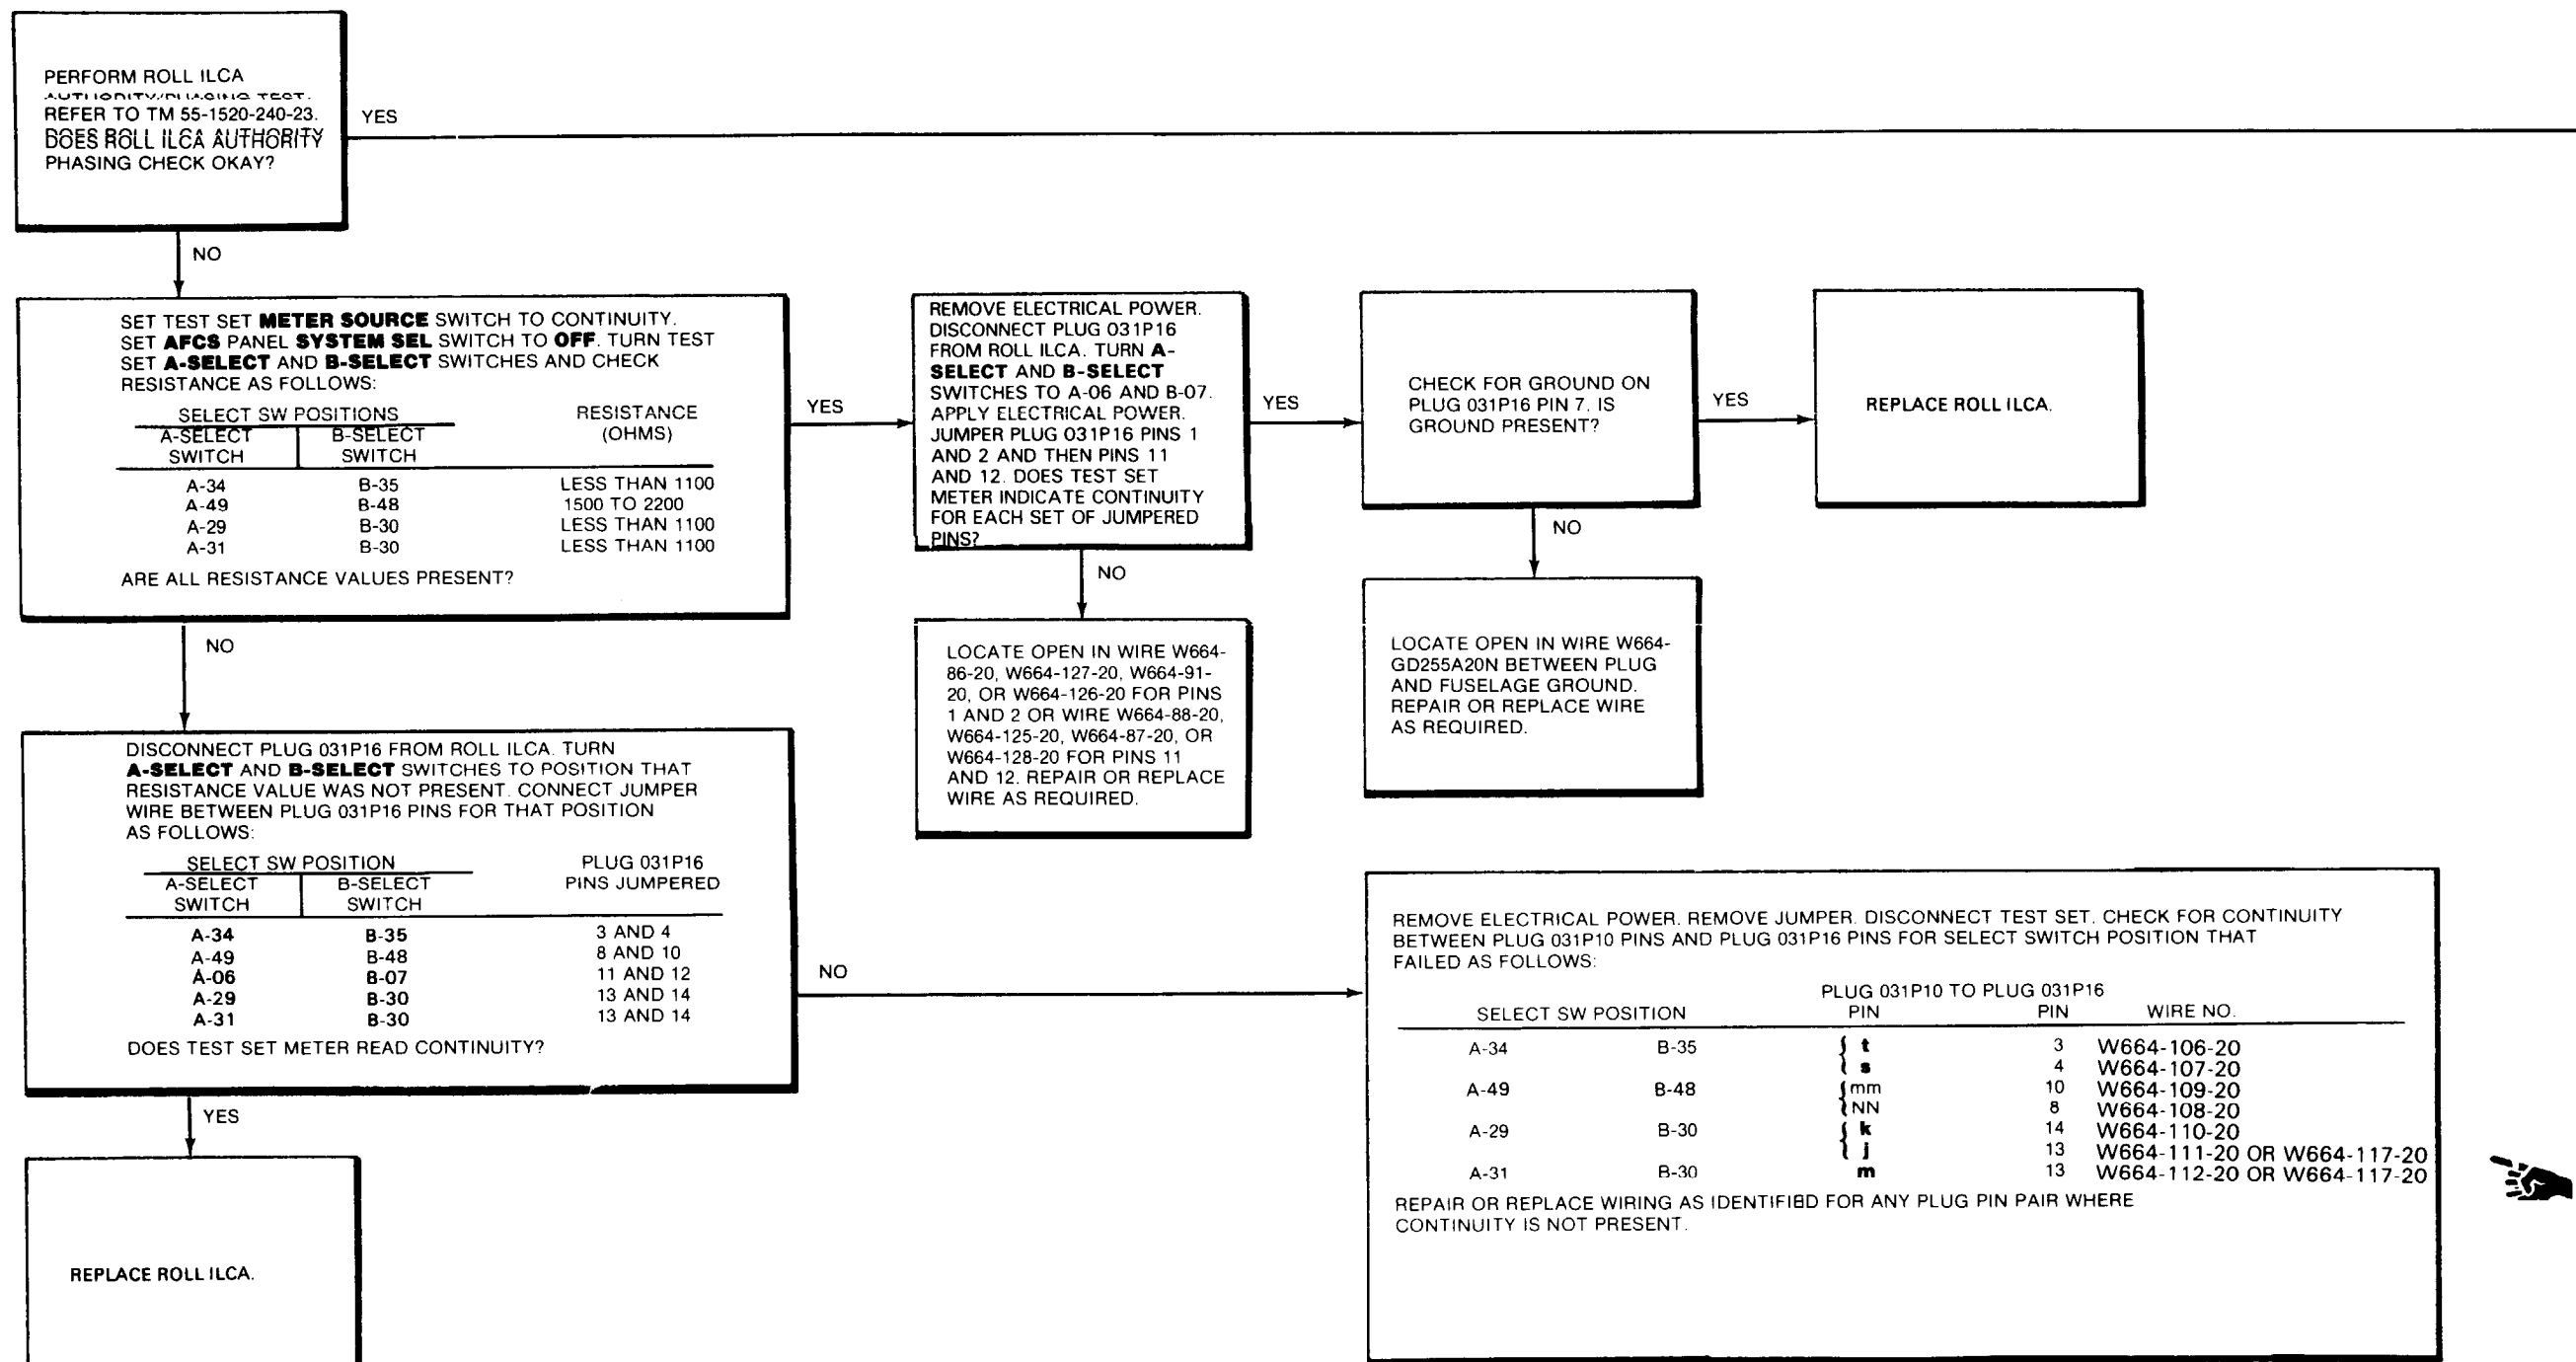 PERFORM ROLL ILCA
AUTHORITY/PHASING TEST.
REFER TO TM 55-1520-240-23.
DOES ROLL ILCA AUTHORITY
PHASING CHECK OKAY?
YES
NO
SET TEST SET METER SOURCE SWITCH TO CONTINUITY.
SET AFCS PANEL SYSTEM SEL SWITCH TO OFF. TURN TEST
SET A-SELECT AND B-SELECT SWITCHES AND CHECK
RESISTANCE AS FOLLOWS:
SELECT SW POSITIONS RESISTANCE
A-SELECT B-SELECT (OHMS)
SWITCH SWITCH
A-34 B-35 LESS THAN 1100
A-49 B-48 1500 TO 2200
A-29 B-30 LESS THAN 1100
A-31 B-30 LESS THAN 1100
ARE ALL RESISTANCE VALUES PRESENT?
YES
NO
REMOVE ELECTRICAL POWER.
DISCONNECT PLUG 031P16
FROM ROLL ILCA. TURN A-
SELECT AND B-SELECT
SWITCHES TO A-06 AND B-07.
APPLY ELECTRICAL POWER.
JUMPER PLUG 031P16 PINS 1
AND 2 AND THEN PINS 11
AND 12. DOES TEST SET
METER INDICATE CONTINUITY
FOR EACH SET OF JUMPERED
PINS?
YES
NO
CHECK FOR GROUND ON
PLUG 031P16 PIN 7. IS
GROUND PRESENT?
YES
NO
REPLACE ROLL ILCA.
LOCATE OPEN IN WIRE W664-
86-20, W664-127-20, W664-91-
20, OR W664-126-20 FOR PINS
1 AND 2 OR WIRE W664-88-20,
W664-125-20, W664-87-20, OR
W664-128-20 FOR PINS 11
AND 12. REPAIR OR REPLACE
WIRE AS REQUIRED.
LOCATE OPEN IN WIRE W664-
GD255A20N BETWEEN PLUG
AND FUSELAGE GROUND.
REPAIR OR REPLACE WIRE
AS REQUIRED.
DISCONNECT PLUG 031P16 FROM ROLL ILCA. TURN
A-SELECT AND B-SELECT SWITCHES TO POSITION THAT
RESISTANCE VALUE WAS NOT PRESENT. CONNECT JUMPER
WIRE BETWEEN PLUG 031P16 PINS FOR THAT POSITION
AS FOLLOWS:
SELECT SW POSITION PLUG 031P16
A-SELECT B-SELECT PINS JUMPERED
SWITCH SWITCH
A-34 B-35 3 AND 4
A-49 B-48 8 AND 10
A-06 B-07 11 AND 12
A-29 B-30 13 AND 14
A-31 B-30 13 AND 14
DOES TEST SET METER READ CONTINUITY?
NO
YES
REPLACE ROLL ILCA.
REMOVE ELECTRICAL POWER. REMOVE JUMPER. DISCONNECT TEST SET. CHECK FOR CONTINUITY
BETWEEN PLUG 031P10 PINS AND PLUG 031P16 PINS FOR SELECT SWITCH POSITION THAT
FAILED AS FOLLOWS:
PLUG 031P10 TO PLUG 031P16
SELECT SW POSITION PIN PIN WIRE NO.
A-34 B-35 { t 3 W664-106-20
{ s 4 W664-107-20
A-49 B-48 { mm 10 W664-109-20
{ NN 8 W664-108-20
A-29 B-30 { k 14 W664-110-20
{ j 13 W664-111-20 OR W664-117-20
A-31 B-30 m 13 W664-112-20 OR W664-117-20
REPAIR OR REPLACE WIRING AS IDENTIFIBD FOR ANY PLUG PIN PAIR WHERE
CONTINUITY IS NOT PRESENT.